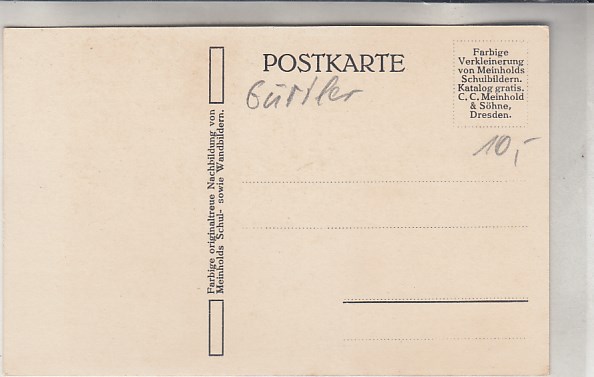 POSTKARTE
Farbige
Verkleinerung
von Meinholds
Schulbildern.
Katalog gratis.
C. C. Meinhold
& Söhne,
Dresden.
Gürtler
10,-
Farbige originaltreue Nachbildung von
Meinholds Schul- sowie Wandbildern.